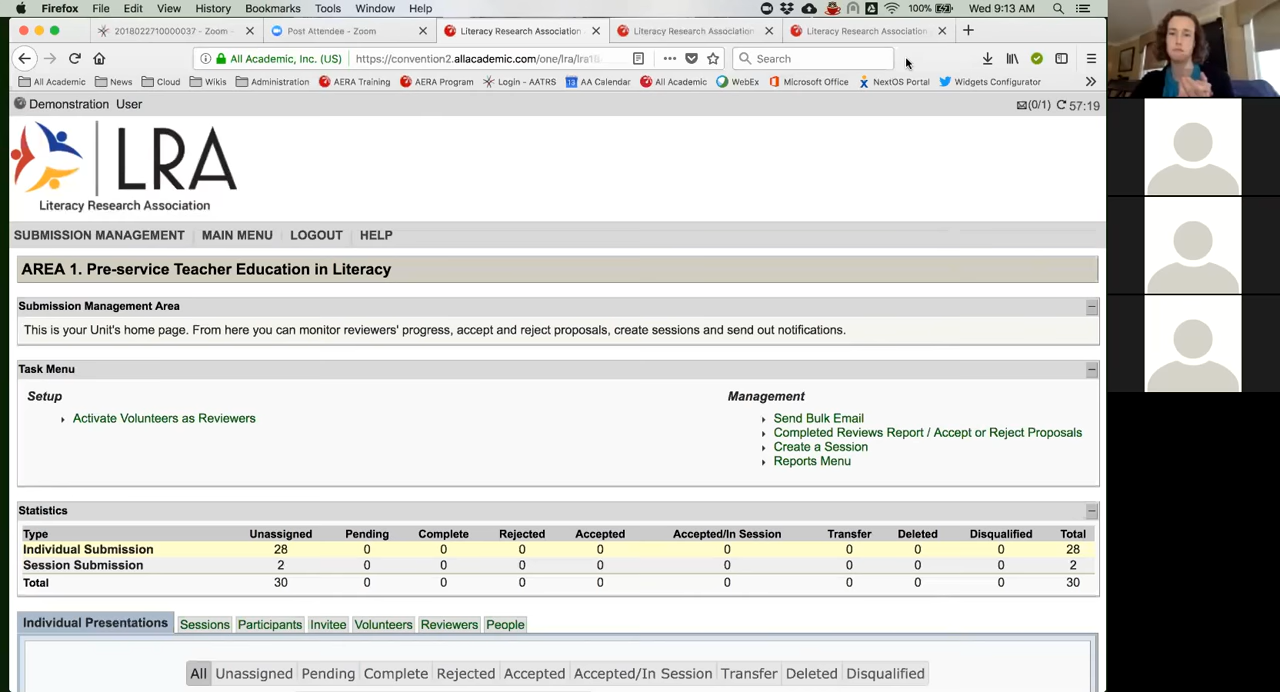 Firefox File Edit View History Bookmarks Tools Window Help 100% Wed 9:13 AM
2018022710000037 - Zoom Post Attendee - Zoom Literacy Research Association Literacy Research Association Literacy Research Association
All Academic, Inc. (US) https://convention2.allacademic.com/one/lra/lra1 Search
All Academic News Cloud Wikis Administration AERA Training AERA Program Login - AATRS AA Calendar All Academic WebEx Microsoft Office NextOS Portal Widgets Configurator
Demonstration User (0/1) 57:19
LRA
Literacy Research Association
SUBMISSION MANAGEMENT MAIN MENU LOGOUT HELP
AREA 1. Pre-service Teacher Education in Literacy
Submission Management Area
This is your Unit's home page. From here you can monitor reviewers' progress, accept and reject proposals, create sessions and send out notifications.
Task Menu
Setup Management
Activate Volunteers as Reviewers Send Bulk Email
Completed Reviews Report / Accept or Reject Proposals
Create a Session
Reports Menu
Statistics
Type Unassigned Pending Complete Rejected Accepted Accepted/In Session Transfer Deleted Disqualified Total
Individual Submission 28 0 0 0 0 0 0 0 0 28
Session Submission 2 0 0 0 0 0 0 0 0 2
Total 30 0 0 0 0 0 0 0 0 30
Individual Presentations Sessions Participants Invitee Volunteers Reviewers People
All Unassigned Pending Complete Rejected Accepted Accepted/In Session Transfer Deleted Disqualified